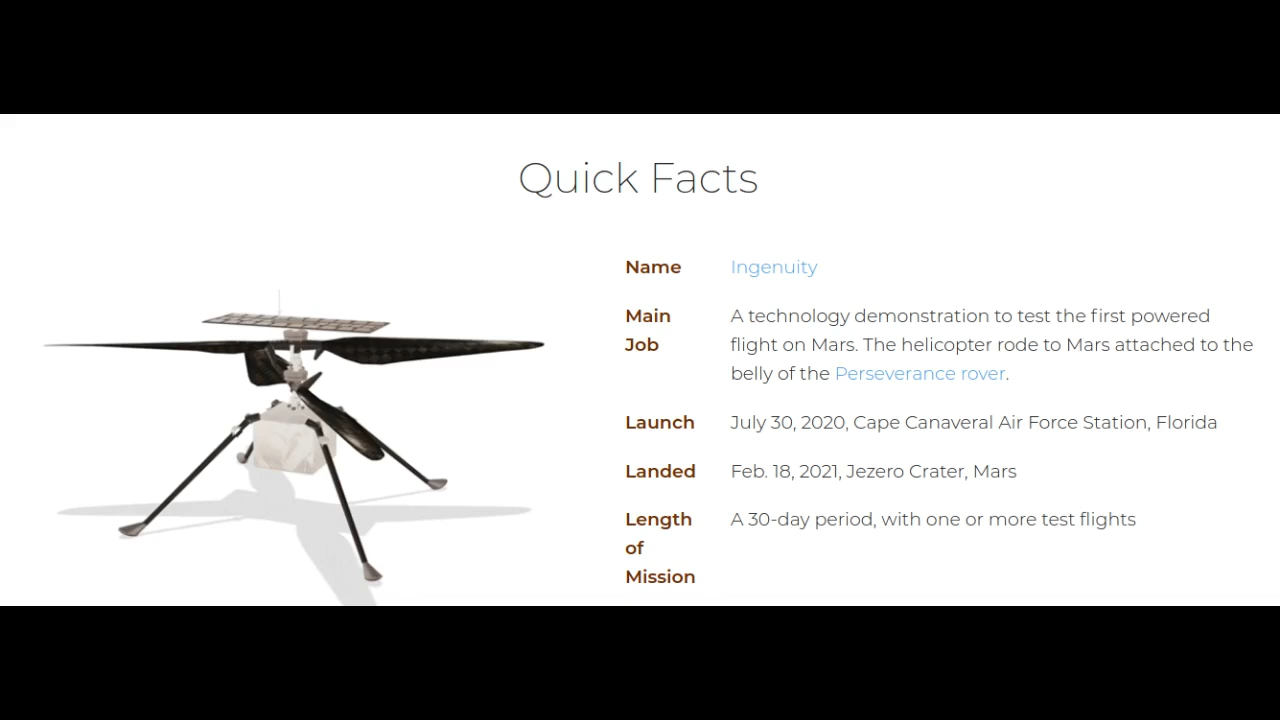 Quick Facts
Name Ingenuity
Main A technology demonstration to test the first powered
Job flight on Mars. The helicopter rode to Mars attached to the
belly of the Perseverance rover.
Launch July 30, 2020, Cape Canaveral Air Force Station, Florida
Landed Feb. 18, 2021, Jezero Crater, Mars
Length A 30-day period, with one or more test flights
of
Mission